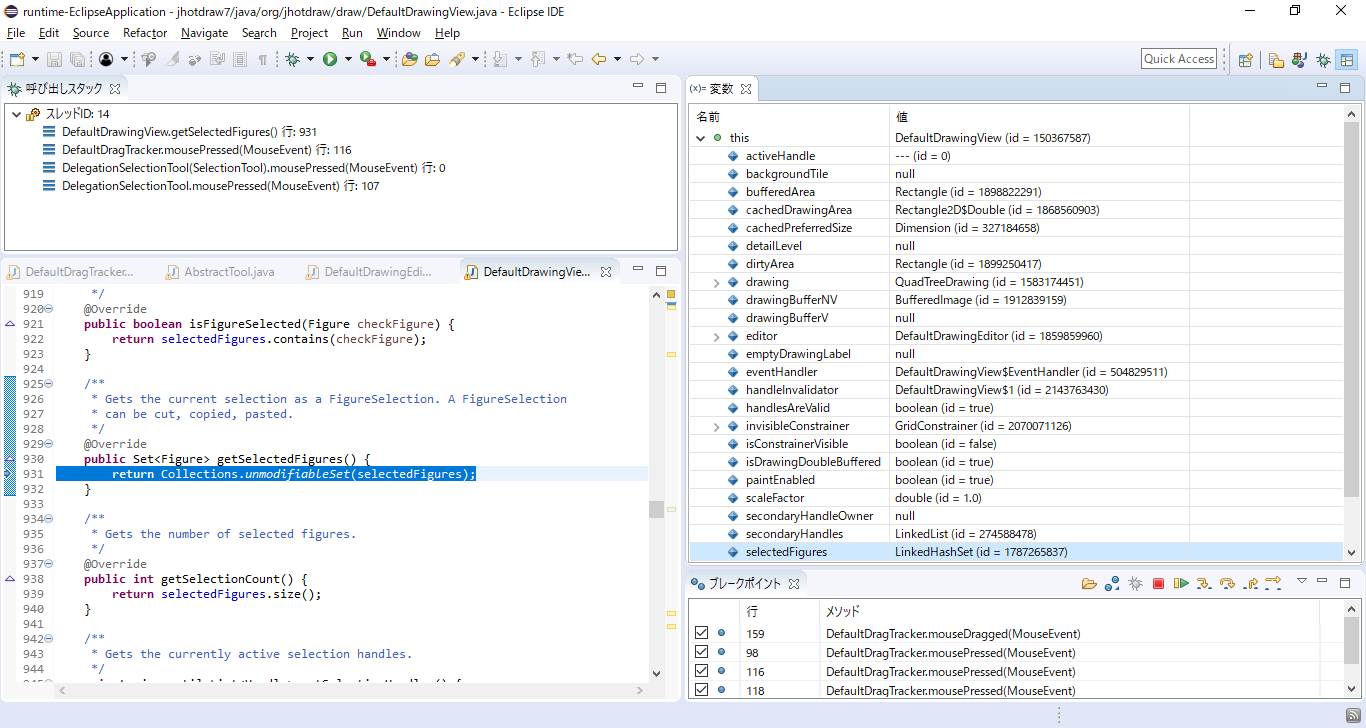 runtime-EclipseApplication - jhotdraw7/java/org/jhotdraw/draw/DefaultDrawingView.java - Eclipse IDE
File Edit Source Refactor Navigate Search Project Run Window Help
Quick Access
呼び出しスタック
スレッドID: 14
DefaultDrawingView.getSelectedFigures() 行: 931
DefaultDragTracker.mousePressed(MouseEvent) 行: 116
DelegationSelectionTool(SelectionTool).mousePressed(MouseEvent) 行: 0
DelegationSelectionTool.mousePressed(MouseEvent) 行: 107
DefaultDragTracker... AbstractTool.java DefaultDrawingEdi... DefaultDrawingVie...
919 */
920 @Override
921 public boolean isFigureSelected(Figure checkFigure) {
922 return selectedFigures.contains(checkFigure);
923 }
924
925 /**
926 * Gets the current selection as a FigureSelection. A FigureSelection
927 * can be cut, copied, pasted.
928 */
929 @Override
930 public Set<Figure> getSelectedFigures() {
931 return Collections.unmodifiableSet(selectedFigures);
932 }
933
934 /**
935 * Gets the number of selected figures.
936 */
937 @Override
938 public int getSelectionCount() {
939 return selectedFigures.size();
940 }
941
942 /**
943 * Gets the currently active selection handles.
944 */
(x)= 変数
名前 値
this DefaultDrawingView (id = 150367587)
activeHandle --- (id = 0)
backgroundTile null
bufferedArea Rectangle (id = 1898822291)
cachedDrawingArea Rectangle2D$Double (id = 1868560903)
cachedPreferredSize Dimension (id = 327184658)
detailLevel null
dirtyArea Rectangle (id = 1899250417)
drawing QuadTreeDrawing (id = 1583174451)
drawingBufferNV BufferedImage (id = 1912839159)
drawingBufferV null
editor DefaultDrawingEditor (id = 1859859960)
emptyDrawingLabel null
eventHandler DefaultDrawingView$EventHandler (id = 504829511)
handleInvalidator DefaultDrawingView$1 (id = 2143763430)
handlesAreValid boolean (id = true)
invisibleConstrainer GridConstrainer (id = 2070071126)
isConstrainerVisible boolean (id = false)
isDrawingDoubleBuffered boolean (id = true)
paintEnabled boolean (id = true)
scaleFactor double (id = 1.0)
secondaryHandleOwner null
secondaryHandles LinkedList (id = 274588478)
selectedFigures LinkedHashSet (id = 1787265837)
ブレークポイント
行 メソッド
159 DefaultDragTracker.mouseDragged(MouseEvent)
98 DefaultDragTracker.mousePressed(MouseEvent)
116 DefaultDragTracker.mousePressed(MouseEvent)
118 DefaultDragTracker.mousePressed(MouseEvent)